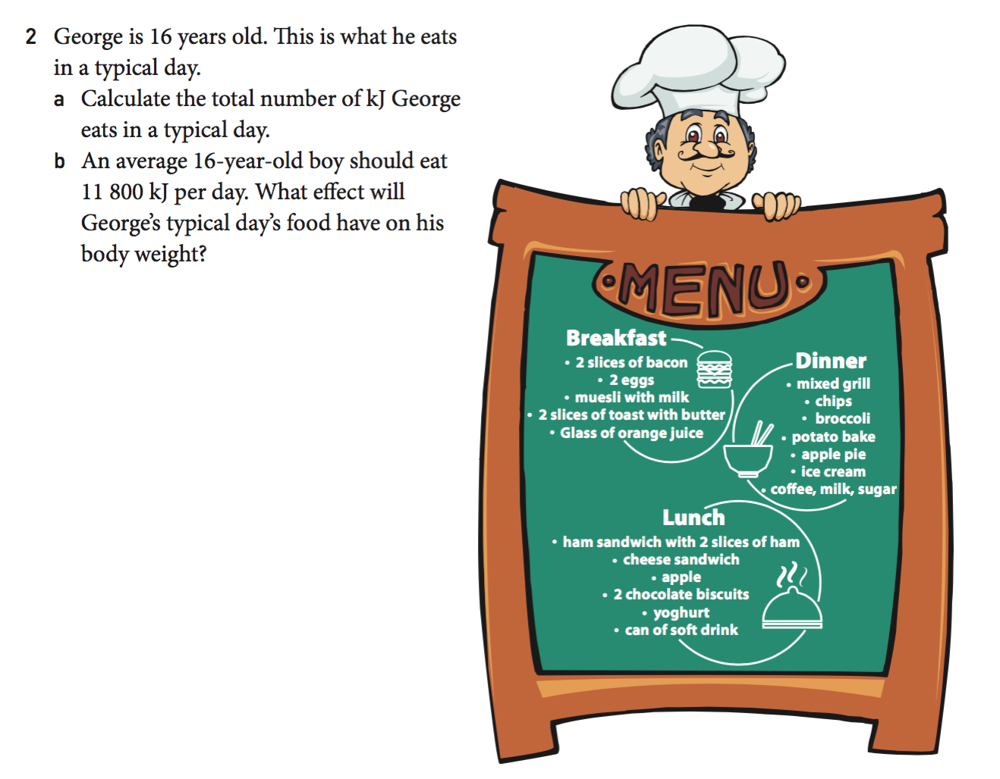 2 George is 16 years old. This is what he eats
in a typical day.
a Calculate the total number of kJ George
eats in a typical day.
b An average 16-year-old boy should eat
11 800 kJ per day. What effect will
George's typical day's food have on his
body weight?
•MENU•
Breakfast
• 2 slices of bacon
• 2 eggs
• muesli with milk
• 2 slices of toast with butter
• Glass of orange juice
Dinner
• mixed grill
• chips
• broccoli
• potato bake
• apple pie
• ice cream
• coffee, milk, sugar
Lunch
• ham sandwich with 2 slices of ham
• cheese sandwich
• apple
• 2 chocolate biscuits
• yoghurt
• can of soft drink